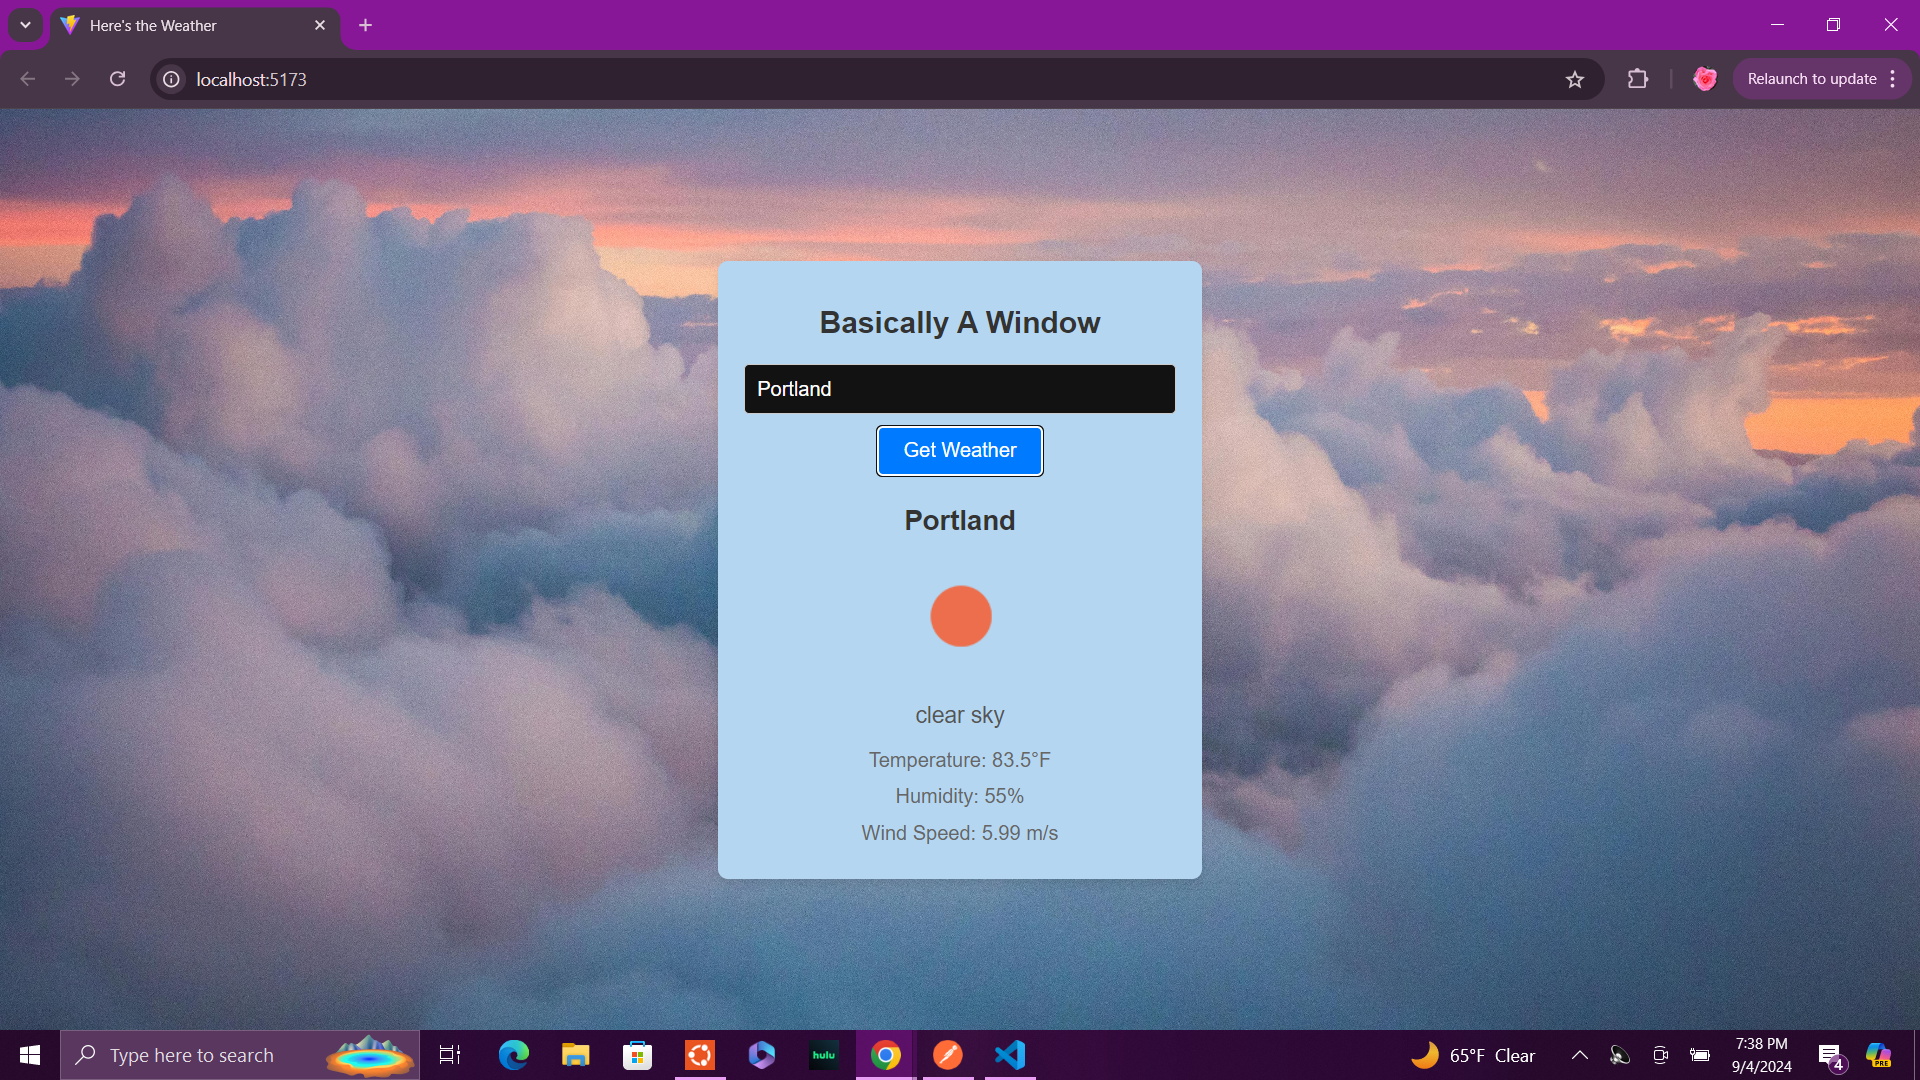 Here's the Weather
localhost:5173
Relaunch to update
Basically A Window
Portland
Get Weather
Portland
clear sky
Temperature: 83.5°F
Humidity: 55%
Wind Speed: 5.99 m/s
Type here to search
hulu
65°F Clear
7:38 PM
9/4/2024
4
PRE